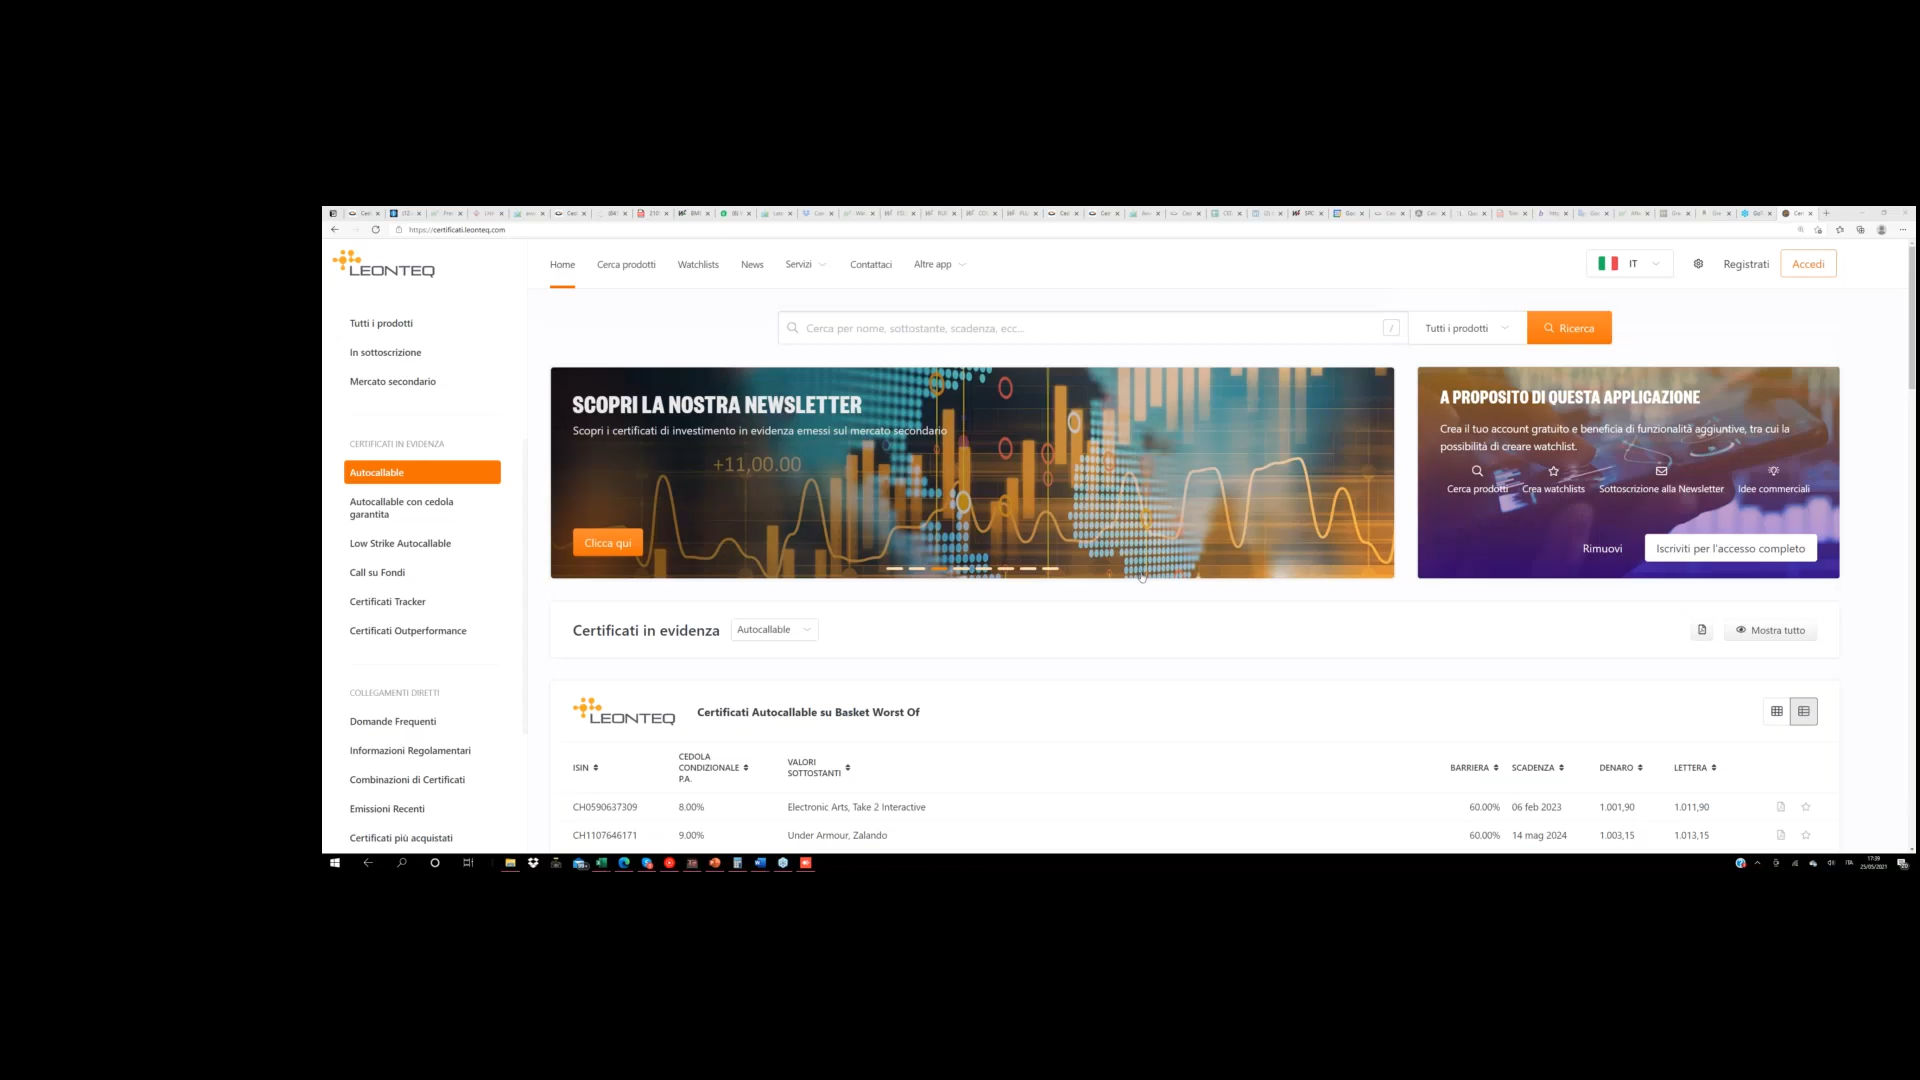 https://certificati.leonteq.com
LEONTEQ
Home
Cerca prodotti
Watchlists
News
Servizi
Contattaci
Altre app
IT
Registrati
Accedi
Cerca per nome, sottostante, scadenza, ecc...
/
Tutti i prodotti
Ricerca
Tutti i prodotti
In sottoscrizione
Mercato secondario
CERTIFICATI IN EVIDENZA
Autocallable
Autocallable con cedola
garantita
Low Strike Autocallable
Call su Fondi
Certificati Tracker
Certificati Outperformance
COLLEGAMENTI DIRETTI
Domande Frequenti
Informazioni Regolamentari
Combinazioni di Certificati
Emissioni Recenti
Certificati più acquistati
SCOPRI LA NOSTRA NEWSLETTER
Scopri i certificati di investimento in evidenza emessi sul mercato secondario
+11,00.00
Clicca qui
A PROPOSITO DI QUESTA APPLICAZIONE
Crea il tuo account gratuito e beneficia di funzionalità aggiuntive, tra cui la
possibilità di creare watchlist.
Cerca prodotti
Crea watchlists
Sottoscrizione alla Newsletter
Idee commerciali
Rimuovi
Iscriviti per l'accesso completo
Certificati in evidenza
Autocallable
Mostra tutto
LEONTEQ
Certificati Autocallable su Basket Worst Of
ISIN
CEDOLA
CONDIZIONALE
P.A.
VALORI
SOTTOSTANTI
BARRIERA
SCADENZA
DENARO
LETTERA
CH0590637309 8.00% Electronic Arts, Take 2 Interactive 60.00% 06 feb 2023 1.001,90 1.011,90
CH1107646171 9.00% Under Armour, Zalando 60.00% 14 mag 2024 1.003,15 1.013,15
ITA
17:39
25/05/2021